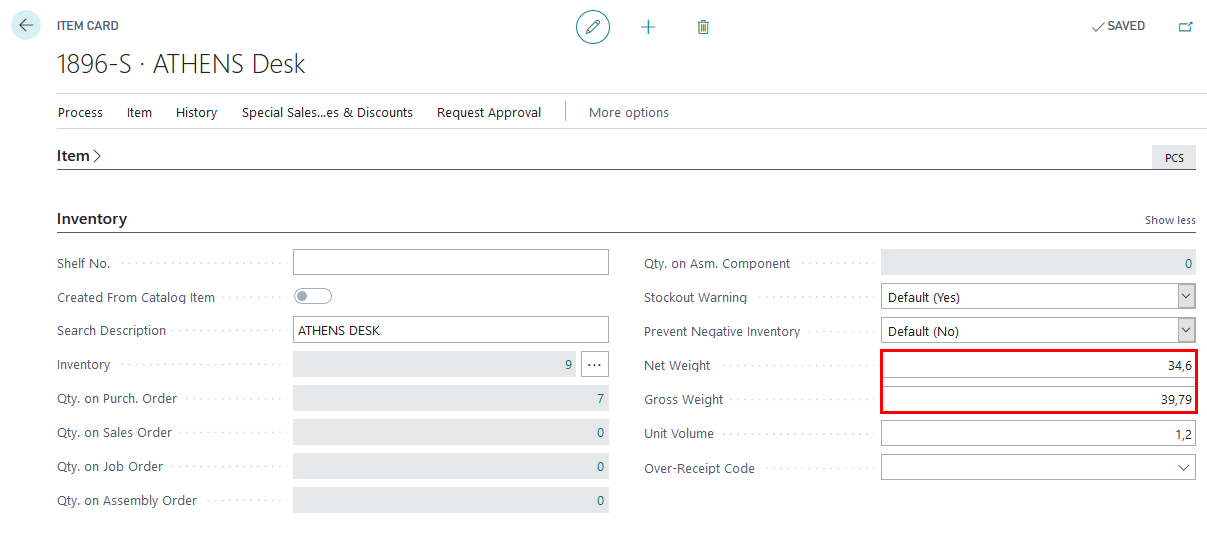 ITEM CARD
SAVED
1896-S · ATHENS Desk
Process Item History Special Sales...es & Discounts Request Approval More options
Item
PCS
Inventory
Show less
Shelf No.
Created From Catalog Item
Search Description ATHENS DESK
Inventory 9 ...
Qty. on Purch. Order 7
Qty. on Sales Order 0
Qty. on Job Order 0
Qty. on Assembly Order 0
Qty. on Asm. Component 0
Stockout Warning Default (Yes)
Prevent Negative Inventory Default (No)
Net Weight 34,6
Gross Weight 39,79
Unit Volume 1,2
Over-Receipt Code